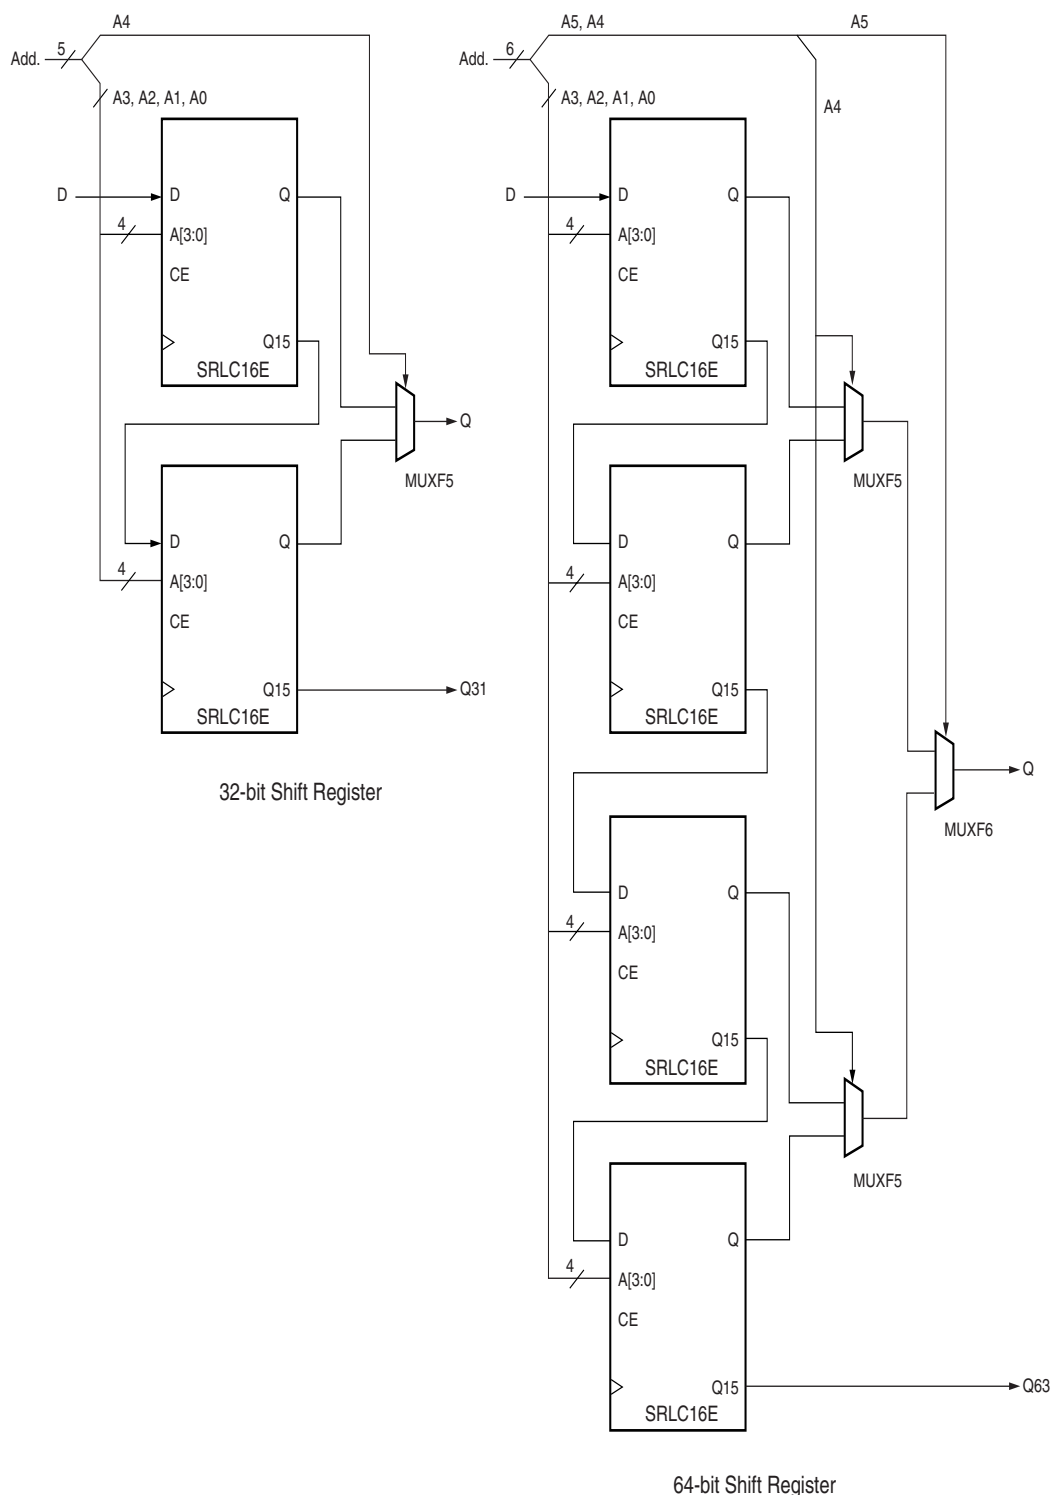 A4
Add.
5
A3, A2, A1, A0
D
D
Q
4
A[3:0]
CE
Q15
SRLC16E
Q
MUXF5
D
Q
4
A[3:0]
CE
Q15
Q31
SRLC16E
32-bit Shift Register
A5, A4
A5
Add.
6
A3, A2, A1, A0
A4
D
D
Q
4
A[3:0]
CE
Q15
SRLC16E
MUXF5
D
Q
4
A[3:0]
CE
Q15
SRLC16E
Q
MUXF6
D
Q
4
A[3:0]
CE
Q15
SRLC16E
MUXF5
D
Q
4
A[3:0]
CE
Q15
Q63
SRLC16E
64-bit Shift Register